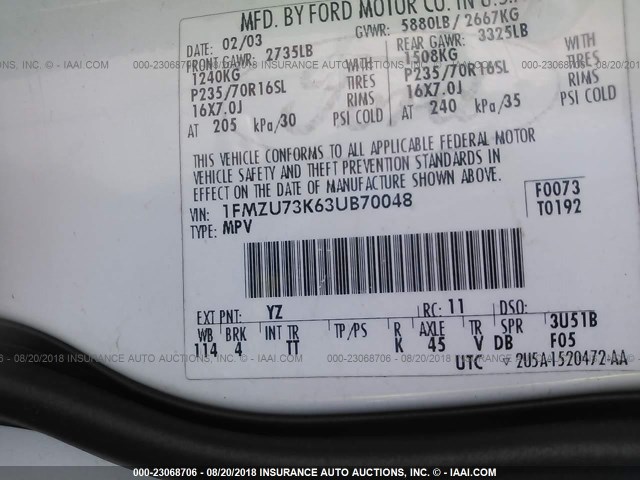 MFD. BY FORD MOTOR CO. IN U.S.A.
DATE: 02/03 GVWR: 5880LB/2667KG
FRONT GAWR: 2735LB REAR GAWR: 3325LB
1240KG WITH 1508KG WITH
P235/70R16SL TIRES P235/70R16SL TIRES
16X7.0J RIMS 16X7.0J RIMS
AT 205 kPa/30 PSI COLD AT 240 kPa/35 PSI COLD
THIS VEHICLE CONFORMS TO ALL APPLICABLE FEDERAL MOTOR
VEHICLE SAFETY AND THEFT PREVENTION STANDARDS IN
EFFECT ON THE DATE OF MANUFACTURE SHOWN ABOVE.
VIN: 1FMZU73K63UB70048 F0073
TYPE: MPV T0192
EXT PNT: YZ RC: 11 DSO:
WB BRK INT TR TP/PS R AXLE TR SPR 3U51B
114 4 TT K 45 V DB F05
UTC ▽ 2U5A-1520472-AA
000-23068706 - 08/20/2018 INSURANCE AUTO AUCTIONS, INC. (C) - IAAI.COM